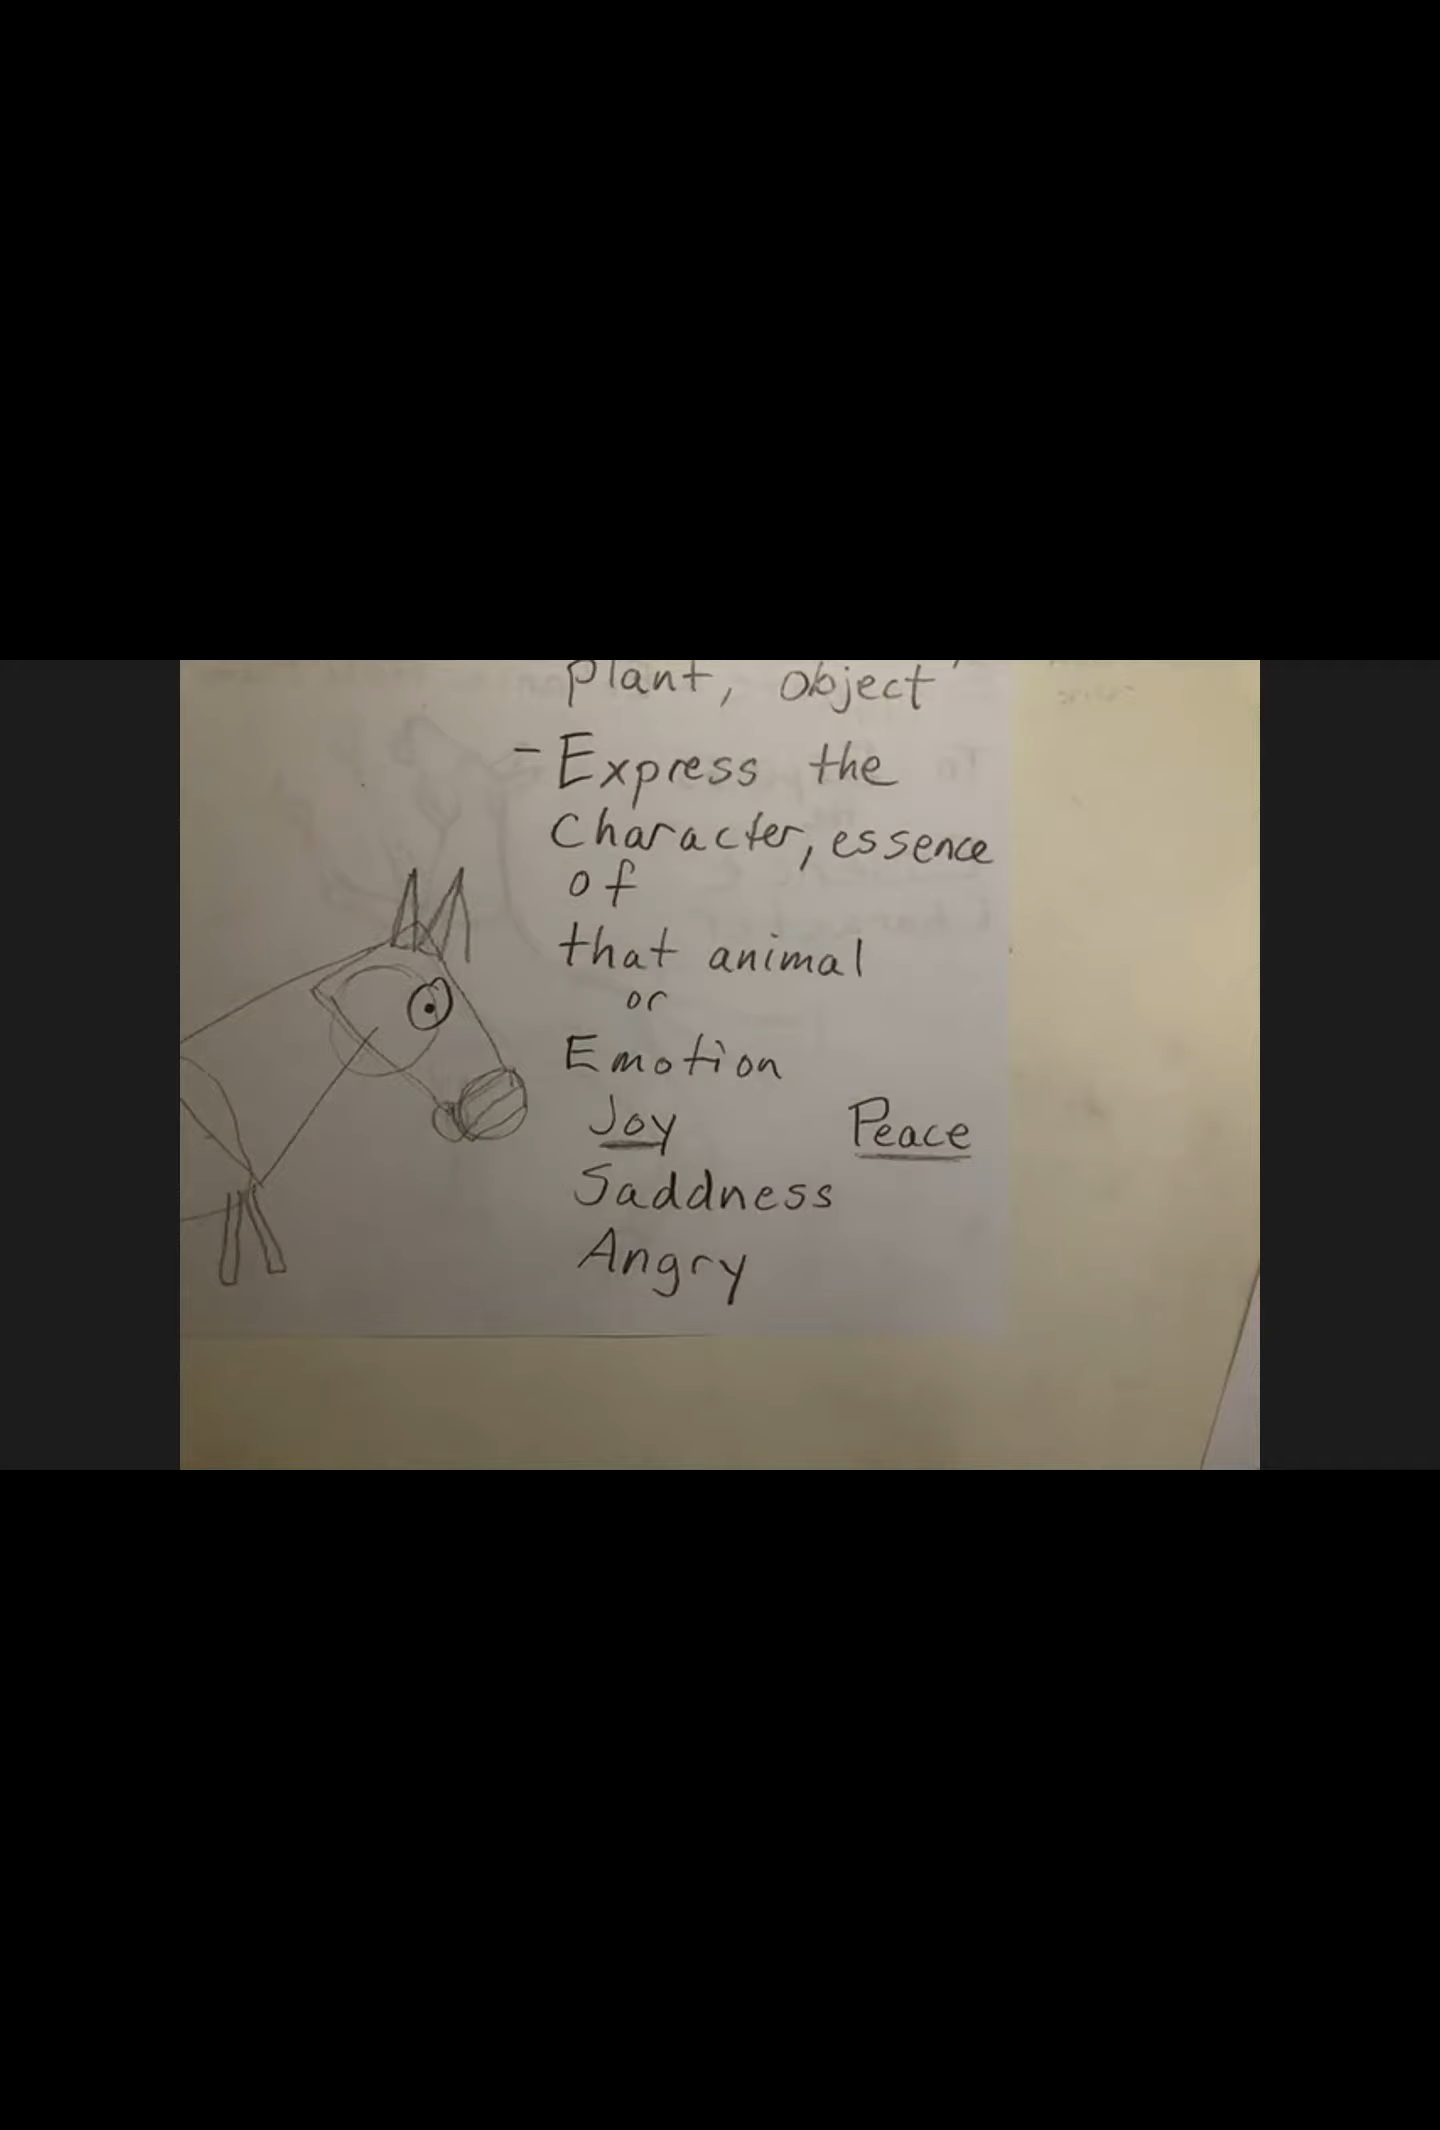 plant, object
- Express the
Character, essence
of
that animal
or
Emotion
Joy Peace
Saddness
Angry